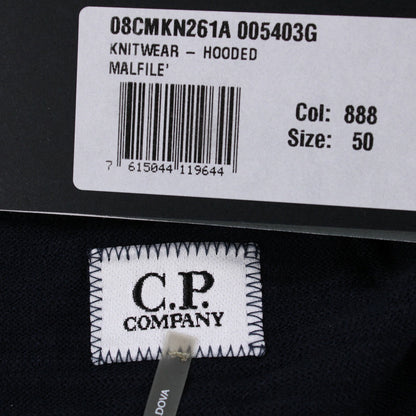 08CMKN261A 005403G
KNITWEAR - HOODED
MALFILE'
Col: 888
Size: 50
7 615044 119644
C.P.
COMPANY